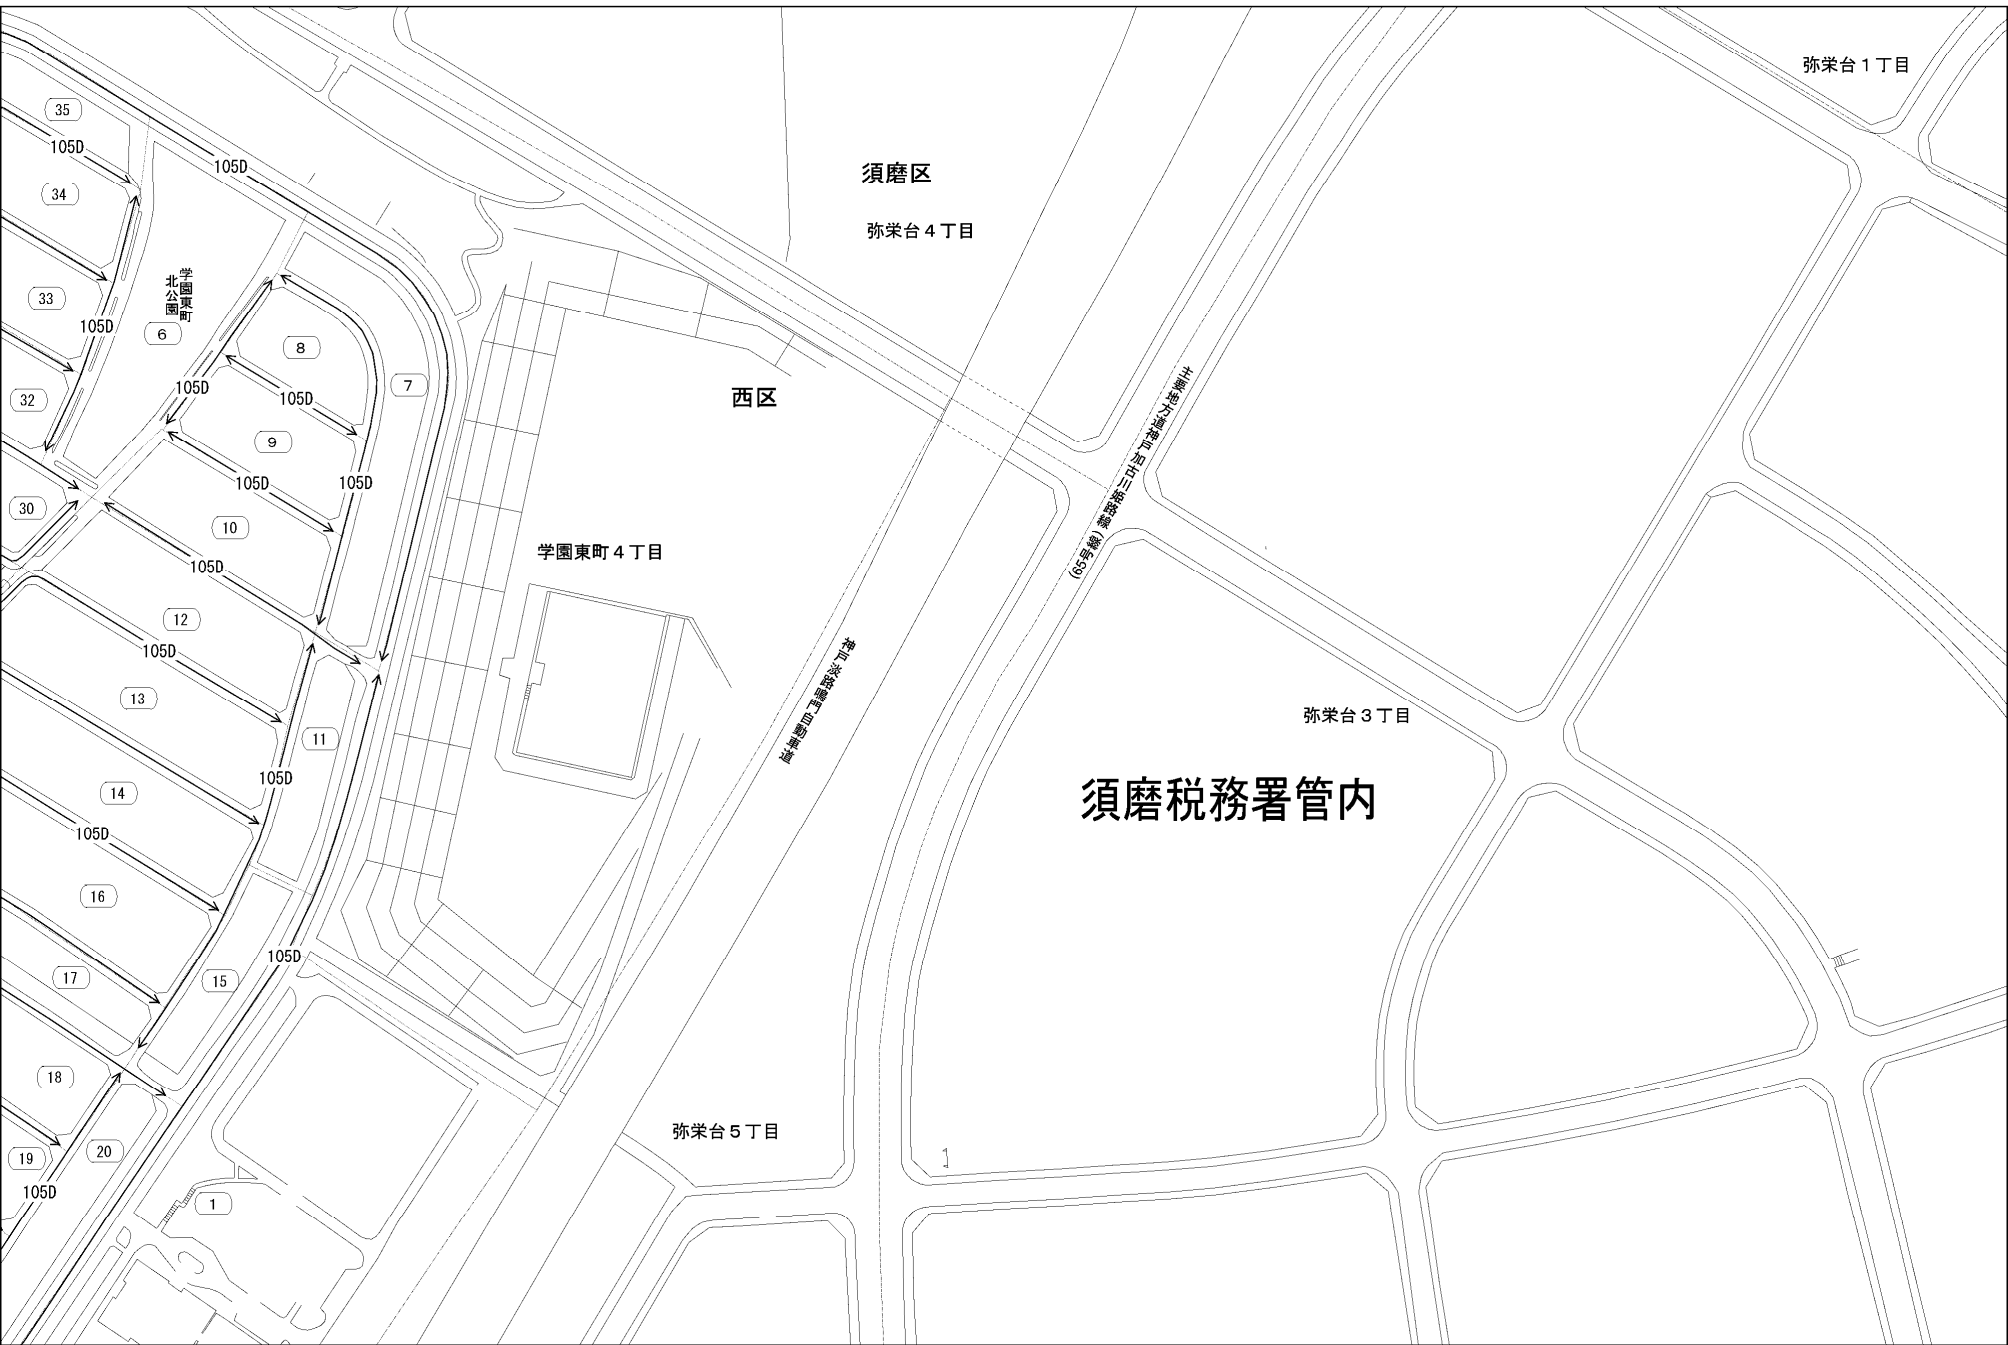 弥栄台１丁目
35
105D
105D
34
須磨区
弥栄台４丁目
学園東町
北公園
33
105D
6
8
7
105D
105D
32
西区
主要地方道神戸加古川姫路線
(65号線)
9
105D
105D
30
10
学園東町４丁目
105D
12
105D
神戸淡路鳴門自動車道
13
弥栄台３丁目
11
105D
14
須磨税務署管内
105D
16
105D
17
15
18
弥栄台５丁目
20
19
105D
1